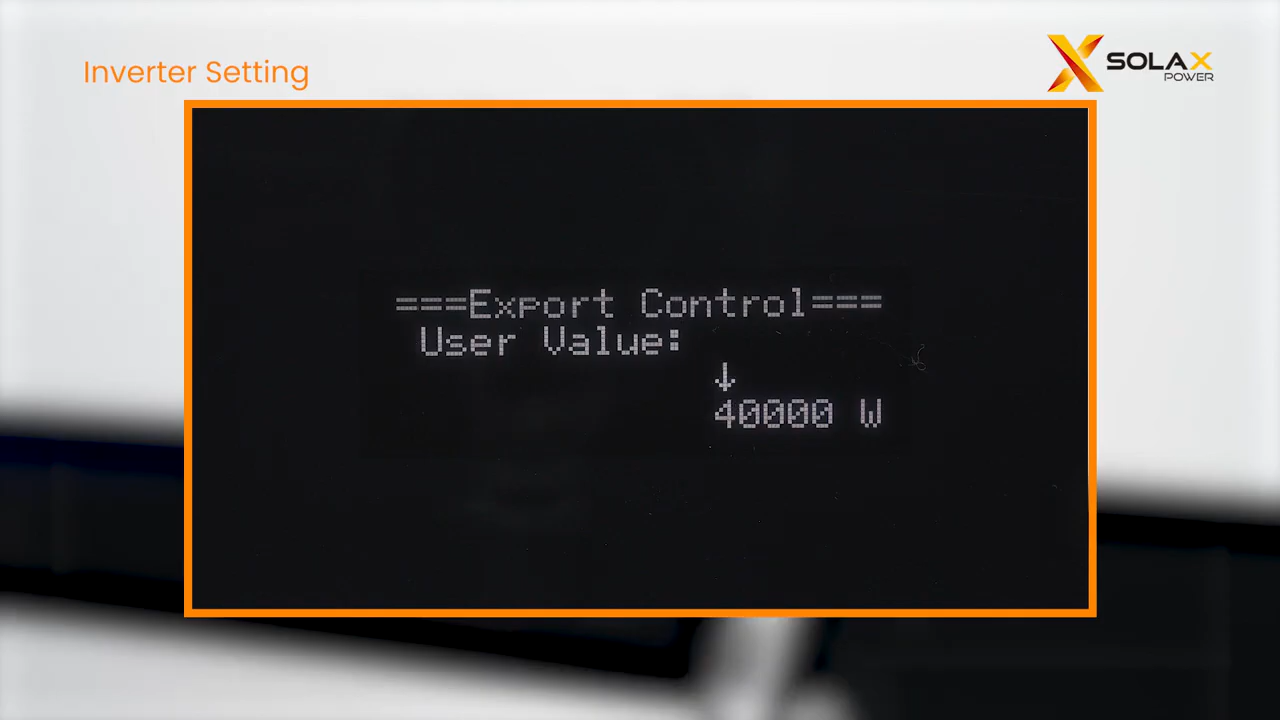 Inverter Setting
SOLAX
POWER
===Export Control===
User Value:
↓
40000 W